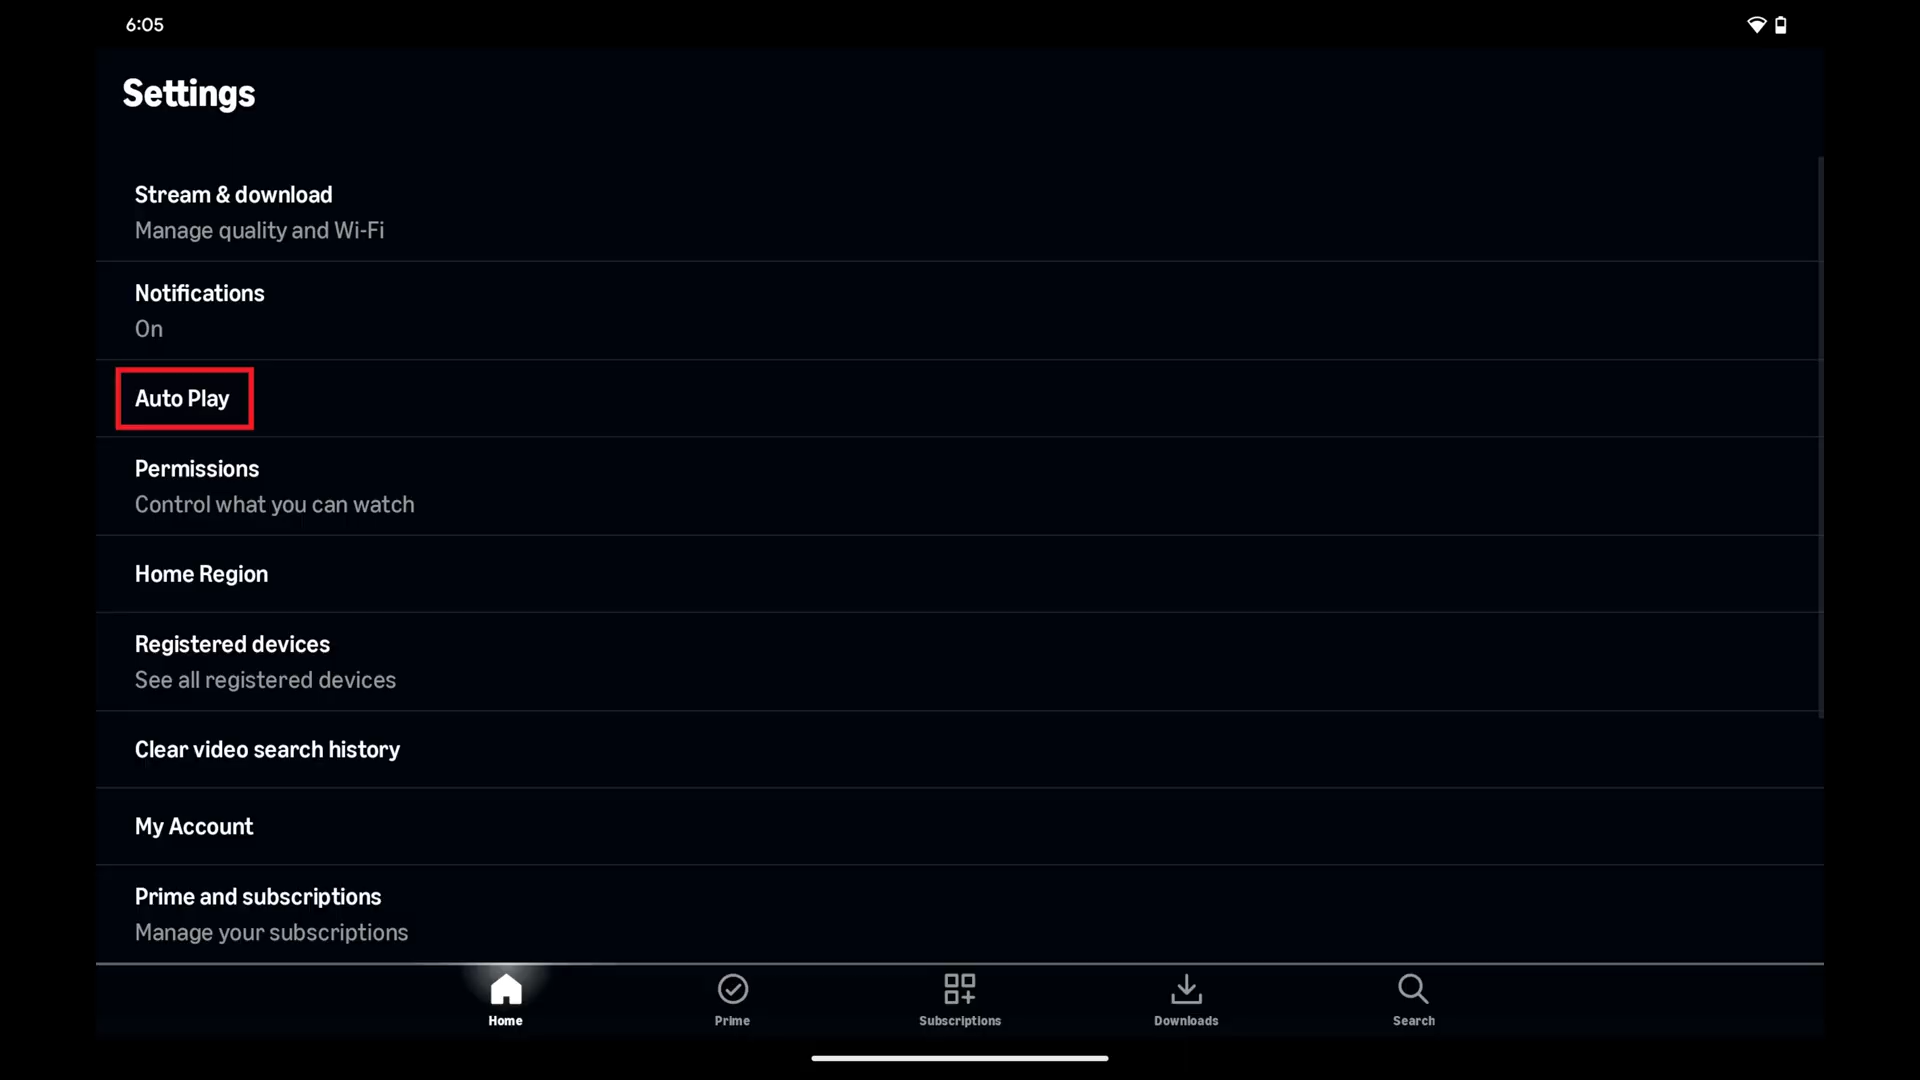 6:05
Settings
Stream & download
Manage quality and Wi-Fi
Notifications
On
Auto Play
Permissions
Control what you can watch
Home Region
Registered devices
See all registered devices
Clear video search history
My Account
Prime and subscriptions
Manage your subscriptions
Home
Prime
Subscriptions
Downloads
Search